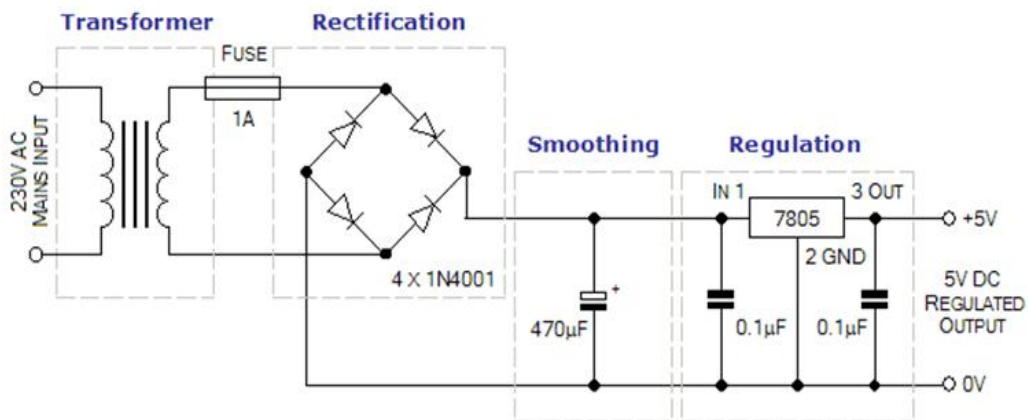 Transformer
Rectification
FUSE
1A
230V AC
MAINS INPUT
4 X 1N4001
Smoothing
Regulation
IN 1
7805
3 OUT
2 GND
+5V
+
470µF
0.1µF
0.1µF
5V DC
REGULATED
OUTPUT
0V